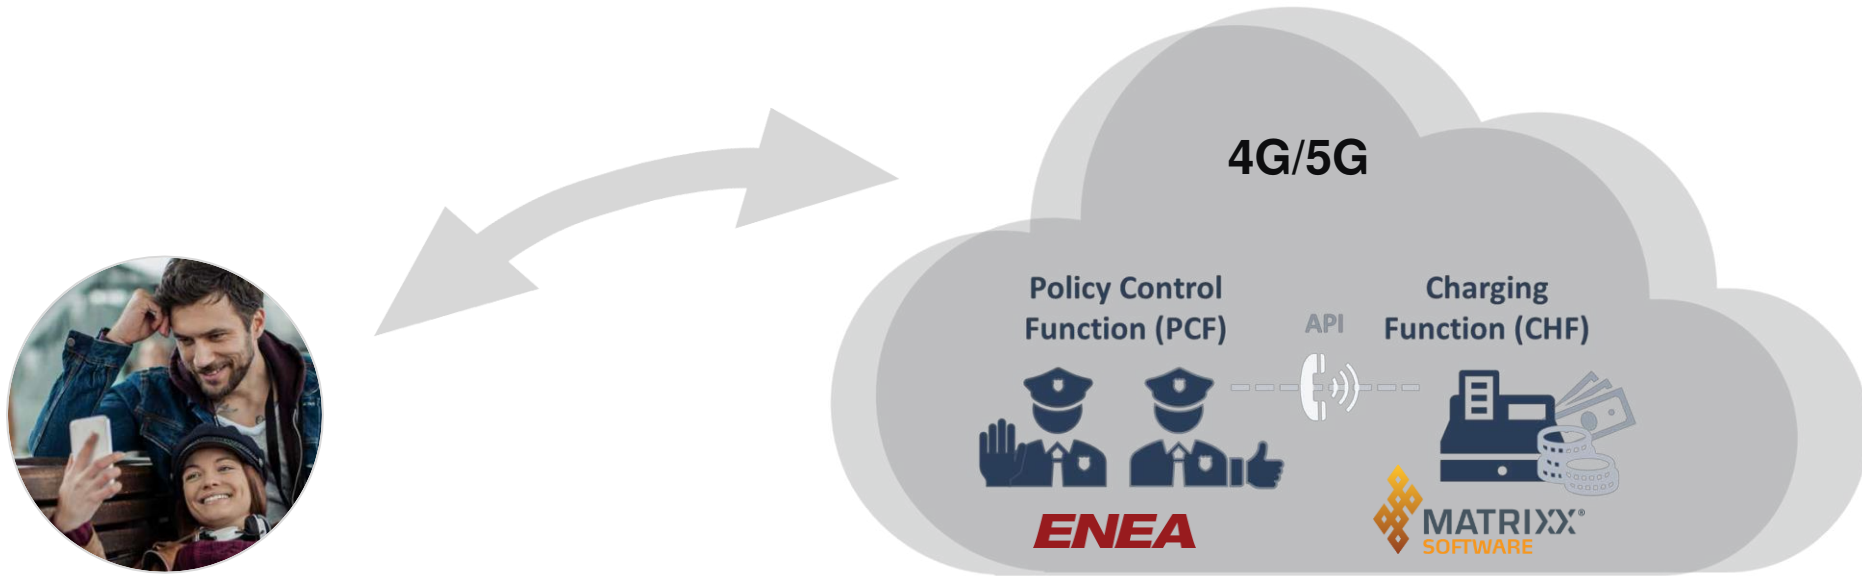 4G/5G
Policy Control
Function (PCF)
API
Charging
Function (CHF)
ENEA
MATRIXX®
SOFTWARE